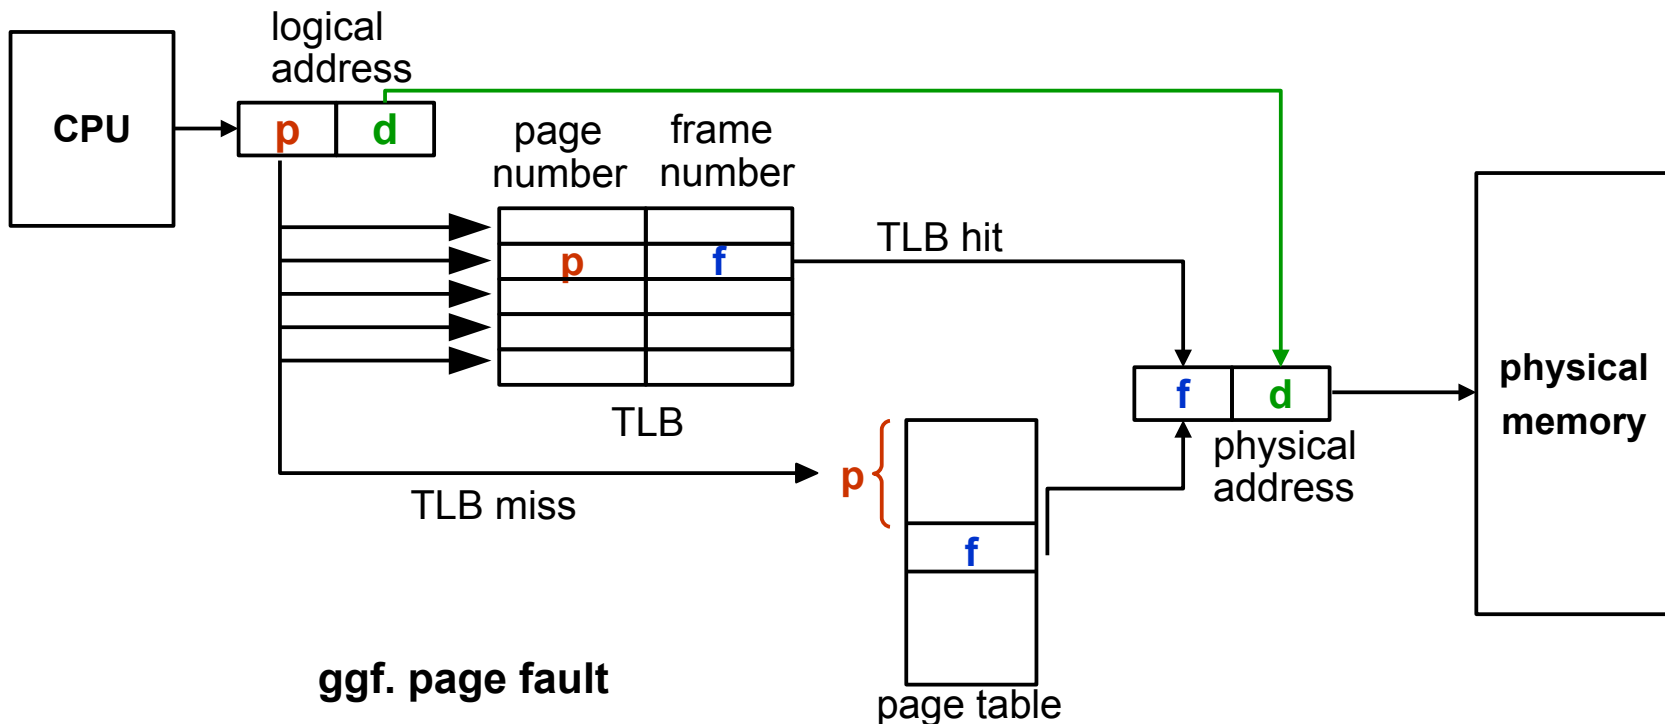 logical
address
CPU
p
d
page
number
frame
number
p
f
TLB hit
TLB
TLB miss
p
f
f
d
physical
address
physical
memory
page table
ggf. page fault